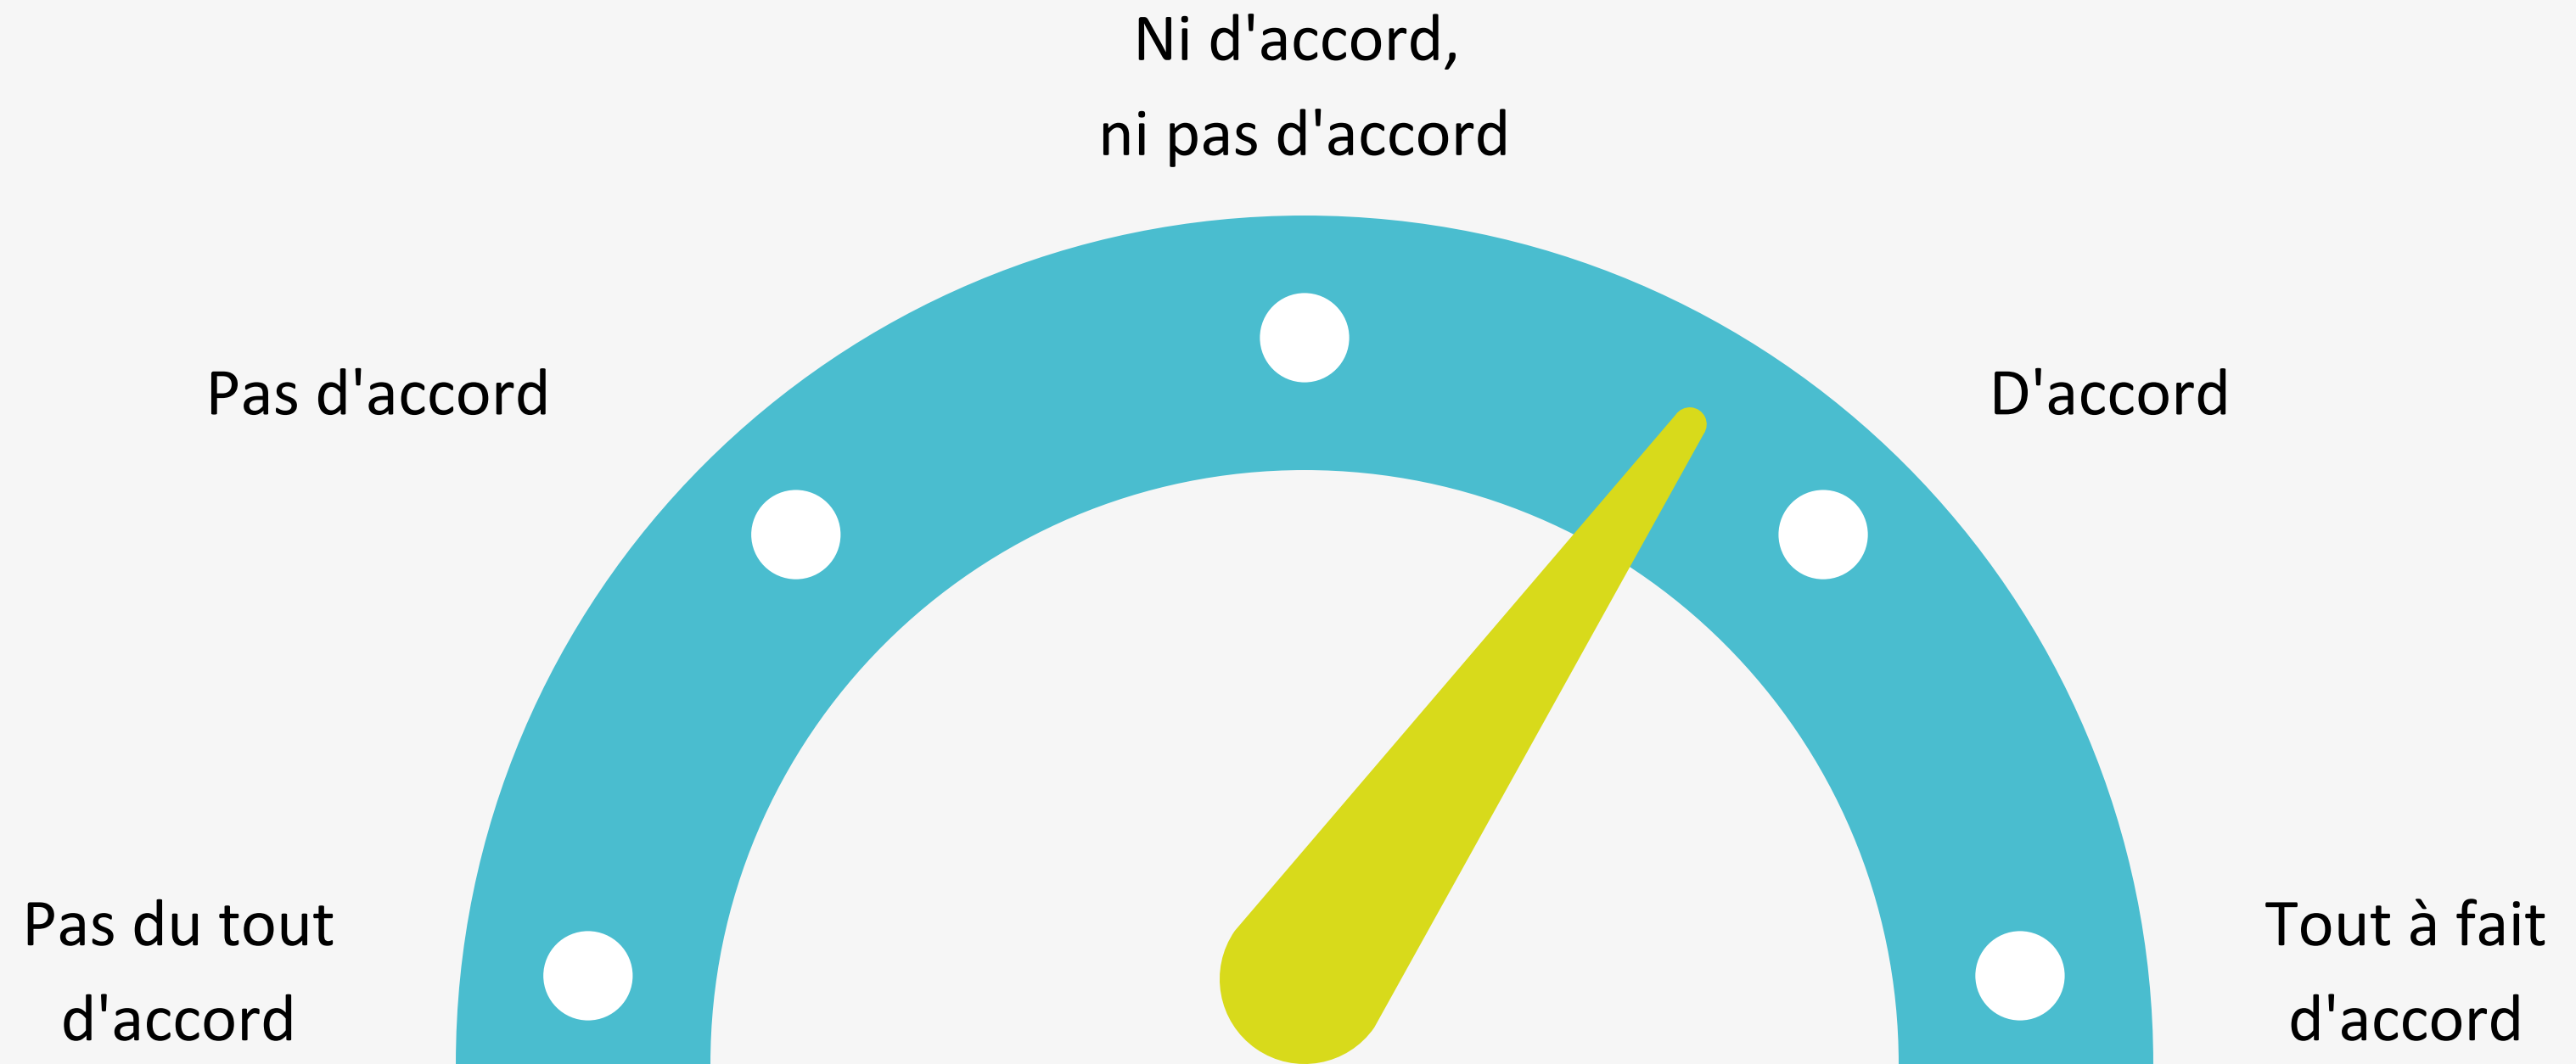 Ni d'accord,
ni pas d'accord
Pas d'accord
D'accord
Pas du tout
d'accord
Tout à fait
d'accord